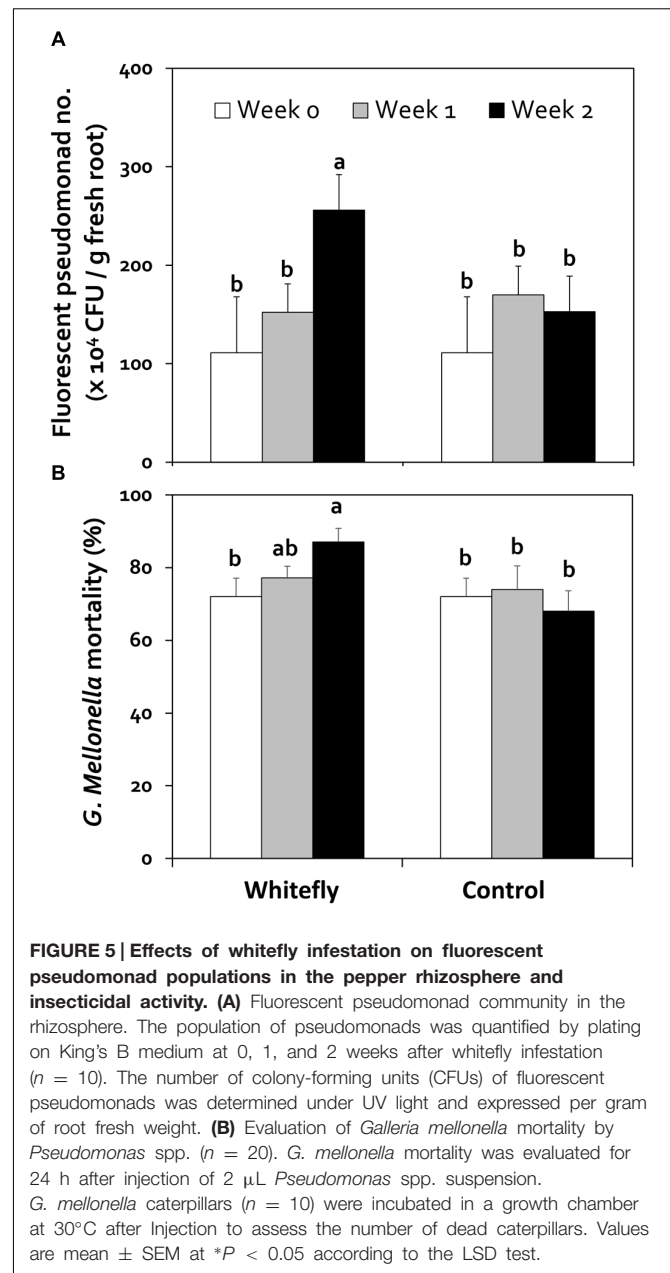 A
Fluorescent pseudomonad no.
(x 10⁴ CFU / g fresh root)
400
300
200
100
0
Week 0 Week 1 Week 2
b b a b b b
B
G. Mellonella mortality (%)
100
80
60
40
20
0
b ab a b b b
Whitefly Control
FIGURE 5 | Effects of whitefly infestation on fluorescent
pseudomonad populations in the pepper rhizosphere and
insecticidal activity. (A) Fluorescent pseudomonad community in the
rhizosphere. The population of pseudomonads was quantified by plating
on King's B medium at 0, 1, and 2 weeks after whitefly infestation
(n = 10). The number of colony-forming units (CFUs) of fluorescent
pseudomonads was determined under UV light and expressed per gram
of root fresh weight. (B) Evaluation of Galleria mellonella mortality by
Pseudomonas spp. (n = 20). G. mellonella mortality was evaluated for
24 h after injection of 2 μL Pseudomonas spp. suspension.
G. mellonella caterpillars (n = 10) were incubated in a growth chamber
at 30°C after Injection to assess the number of dead caterpillars. Values
are mean ± SEM at *P < 0.05 according to the LSD test.